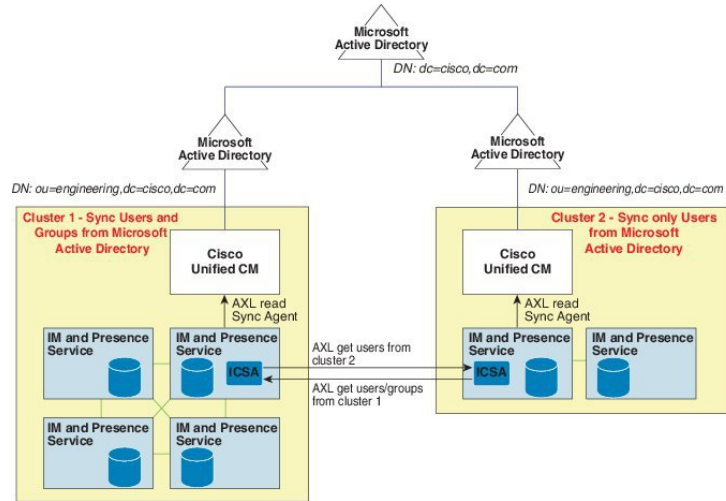 Microsoft
Active Directory
DN: dc=cisco,dc=com
Microsoft
Active Directory
Microsoft
Active Directory
DN: ou=engineering,dc=cisco,dc=com
DN: ou=engineering,dc=cisco,dc=com
Cluster 1 - Sync Users and
Groups from Microsoft
Active Directory
Cisco
Unified CM
AXL read
Sync Agent
IM and Presence
Service
IM and Presence
Service
ICSA
IM and Presence
Service
IM and Presence
Service
AXL get users from
cluster 2
AXL get users/groups
from cluster 1
Cluster 2 - Sync only Users
from Microsoft
Active Directory
Cisco
Unified CM
AXL read
Sync Agent
IM and Presence
Service
ICSA
IM and Presence
Service